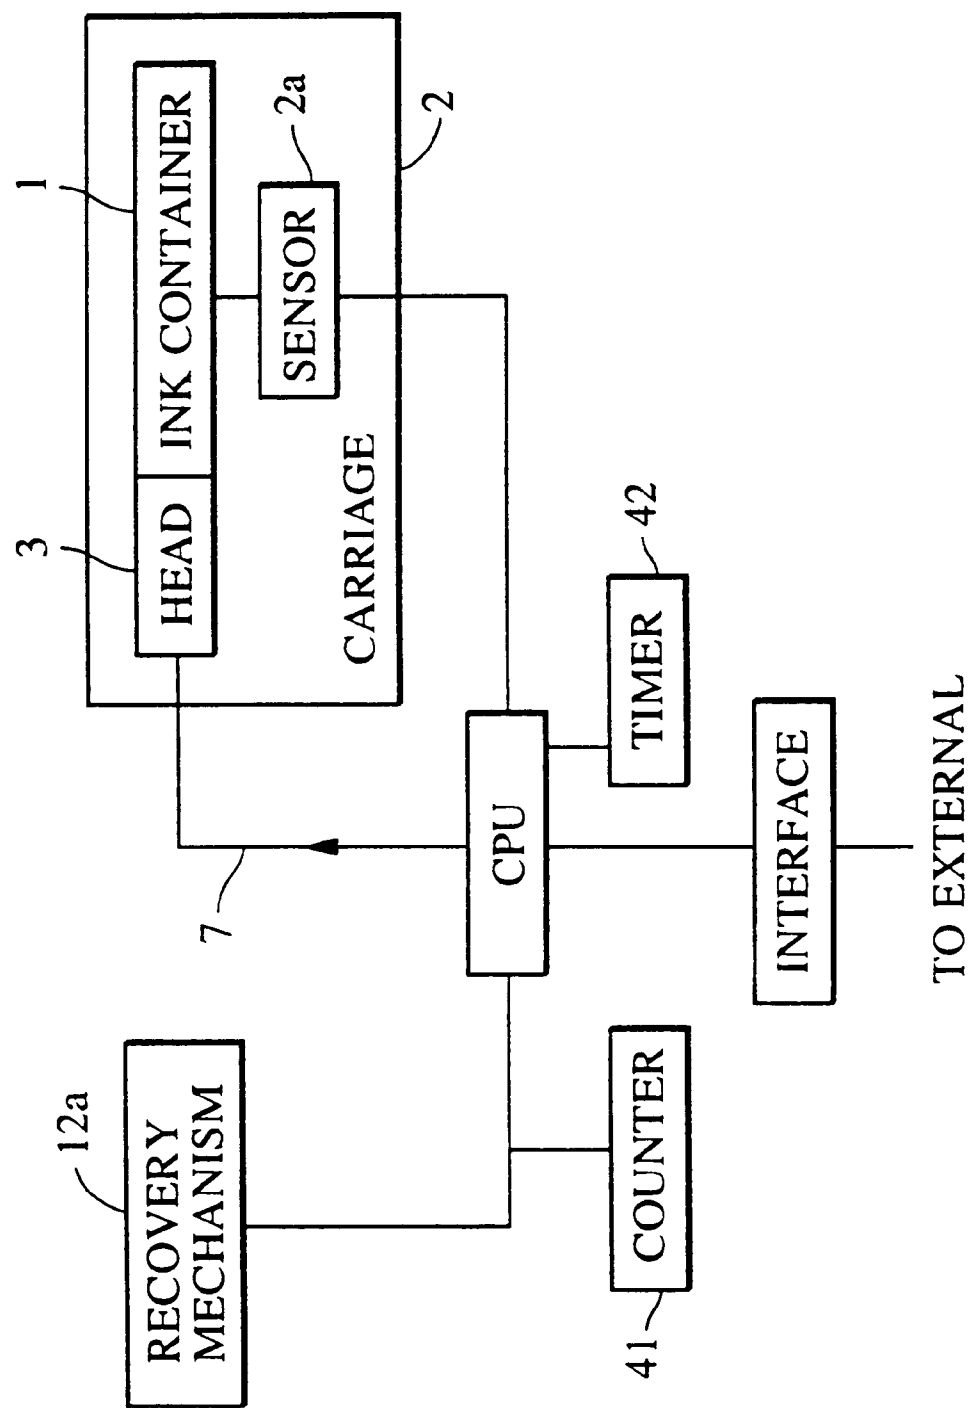 12a
RECOVERY
MECHANISM
7
3
1
HEAD
INK CONTAINER
SENSOR
2a
CARRIAGE
2
CPU
41
COUNTER
TIMER
42
INTERFACE
TO EXTERNAL